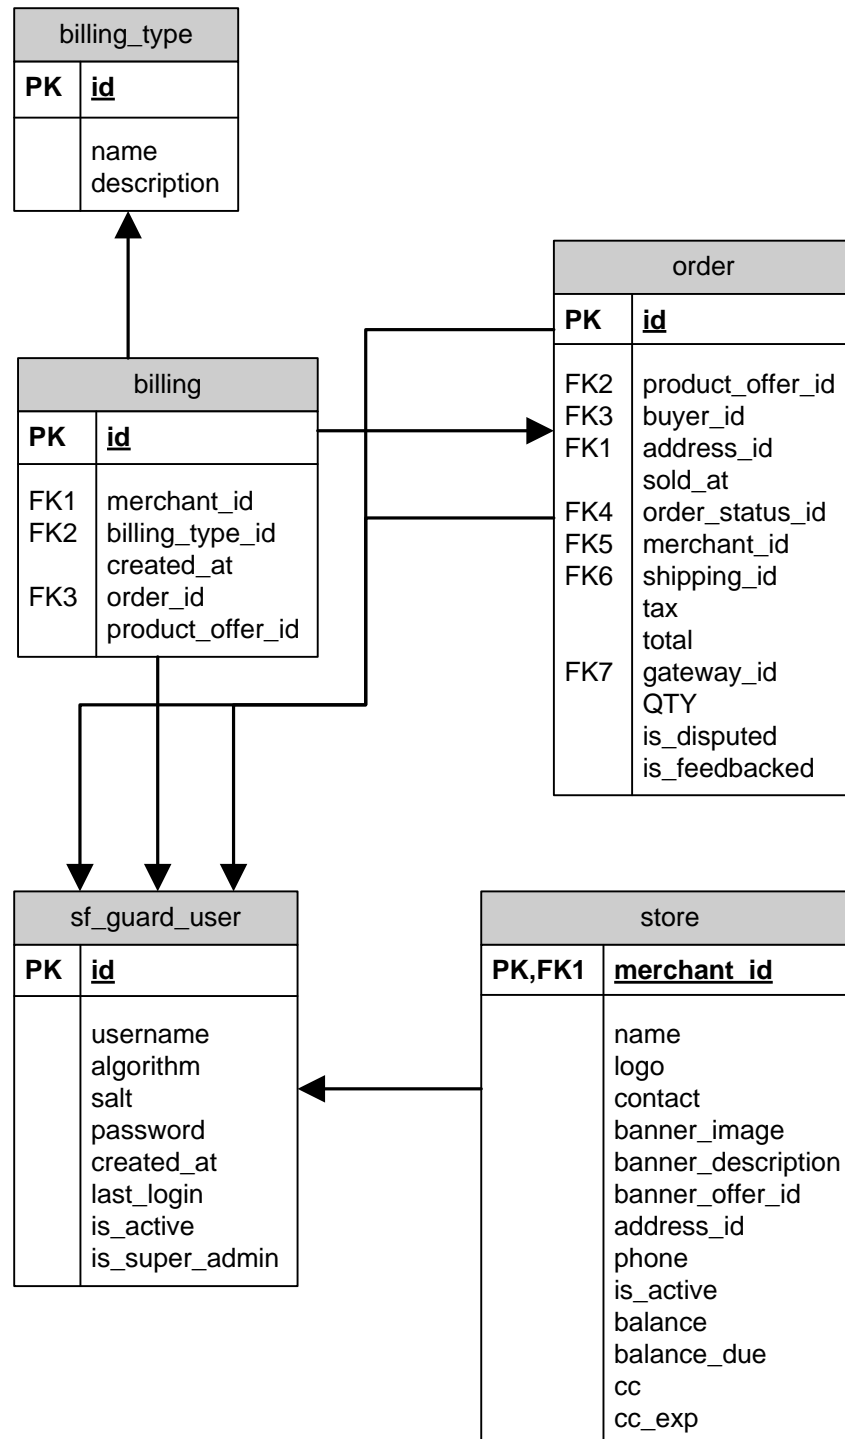 billing_type
PK id
name
description
order
PK id
FK2 product_offer_id
FK3 buyer_id
FK1 address_id
sold_at
FK4 order_status_id
FK5 merchant_id
FK6 shipping_id
tax
total
FK7 gateway_id
QTY
is_disputed
is_feedbacked
billing
PK id
FK1 merchant_id
FK2 billing_type_id
created_at
FK3 order_id
product_offer_id
sf_guard_user
PK id
username
algorithm
salt
password
created_at
last_login
is_active
is_super_admin
store
PK,FK1 merchant_id
name
logo
contact
banner_image
banner_description
banner_offer_id
address_id
phone
is_active
balance
balance_due
cc
cc_exp